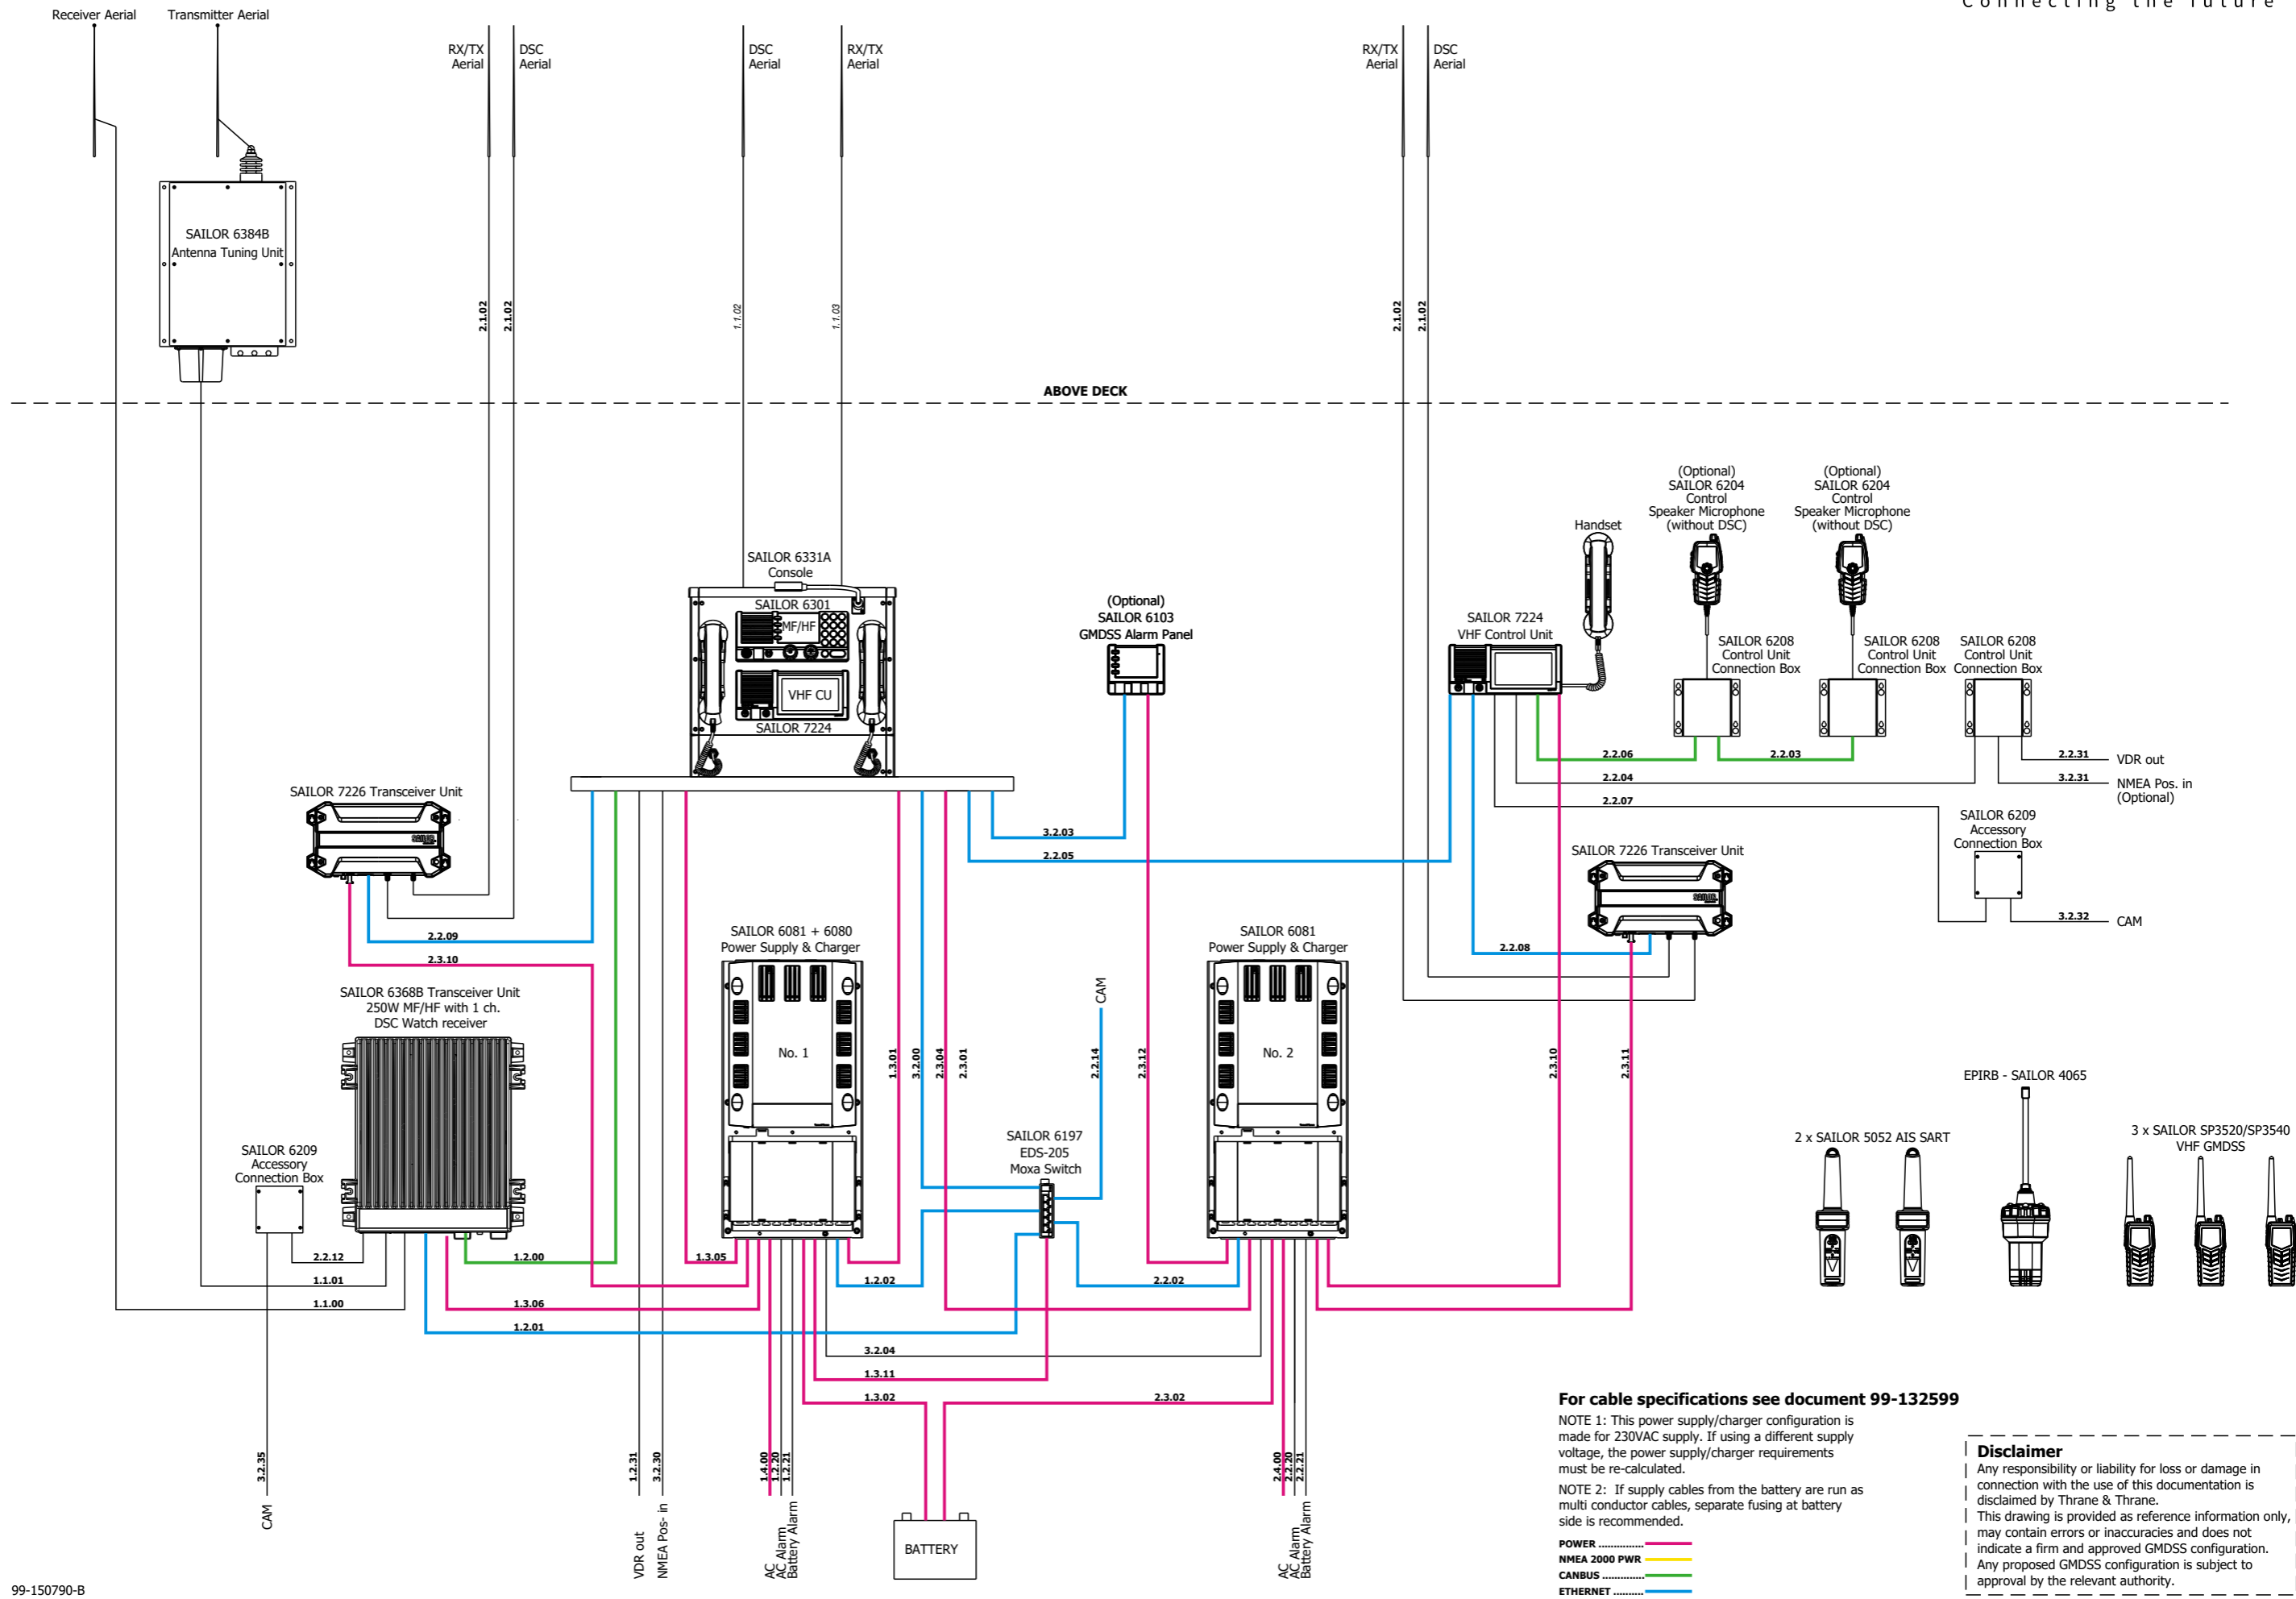 Connecting the future
Receiver Aerial
Transmitter Aerial
RX/TX
Aerial
DSC
Aerial
DSC
Aerial
RX/TX
Aerial
RX/TX
Aerial
DSC
Aerial
SAILOR 6384B
Antenna Tuning Unit
2.1.02
2.1.02
1.1.02
1.1.03
2.1.02
2.1.02
ABOVE DECK
(Optional)
SAILOR 6204
Control
Speaker Microphone
(without DSC)
(Optional)
SAILOR 6204
Control
Speaker Microphone
(without DSC)
Handset
SAILOR 6331A
Console
SAILOR 6301
MF/HF
VHF CU
SAILOR 7224
(Optional)
SAILOR 6103
GMDSS Alarm Panel
SAILOR 7224
VHF Control Unit
SAILOR 6208
Control Unit
Connection Box
SAILOR 6208
Control Unit
Connection Box
SAILOR 6208
Control Unit
Connection Box
2.2.06
2.2.03
2.2.31
VDR out
2.2.04
3.2.31
NMEA Pos. in
(Optional)
2.2.07
SAILOR 7226 Transceiver Unit
SAILOR
3.2.03
2.2.05
SAILOR 6209
Accessory
Connection Box
SAILOR 7226 Transceiver Unit
SAILOR
3.2.32
CAM
2.2.09
2.3.10
2.2.08
SAILOR 6081 + 6080
Power Supply & Charger
No. 1
SAILOR 6081
Power Supply & Charger
No. 2
CAM
SAILOR 6368B Transceiver Unit
250W MF/HF with 1 ch.
DSC Watch receiver
1.3.01
3.2.00
2.3.04
2.3.01
2.2.14
2.3.12
2.3.10
2.3.11
SAILOR 6197
EDS-205
Moxa Switch
SAILOR 6209
Accessory
Connection Box
EPIRB - SAILOR 4065
2 x SAILOR 5052 AIS SART
3 x SAILOR SP3520/SP3540
VHF GMDSS
2.2.12
1.2.00
1.3.05
1.1.01
1.2.02
2.2.02
1.1.00
1.3.06
1.2.01
3.2.04
1.3.11
1.3.02
2.3.02
3.2.35
CAM
1.2.31
VDR out
3.2.30
NMEA Pos- in
1.4.00
AC
1.2.20
AC Alarm
1.2.21
Battery Alarm
BATTERY
2.4.00
AC
2.2.20
AC Alarm
2.2.21
Battery Alarm
For cable specifications see document 99-132599
NOTE 1: This power supply/charger configuration is
made for 230VAC supply. If using a different supply
voltage, the power supply/charger requirements
must be re-calculated.
NOTE 2: If supply cables from the battery are run as
multi conductor cables, separate fusing at battery
side is recommended.
POWER ...............
NMEA 2000 PWR
CANBUS ..............
ETHERNET ..........
Disclaimer
Any responsibility or liability for loss or damage in
connection with the use of this documentation is
disclaimed by Thrane & Thrane.
This drawing is provided as reference information only,
may contain errors or inaccuracies and does not
indicate a firm and approved GMDSS configuration.
Any proposed GMDSS configuration is subject to
approval by the relevant authority.
99-150790-B